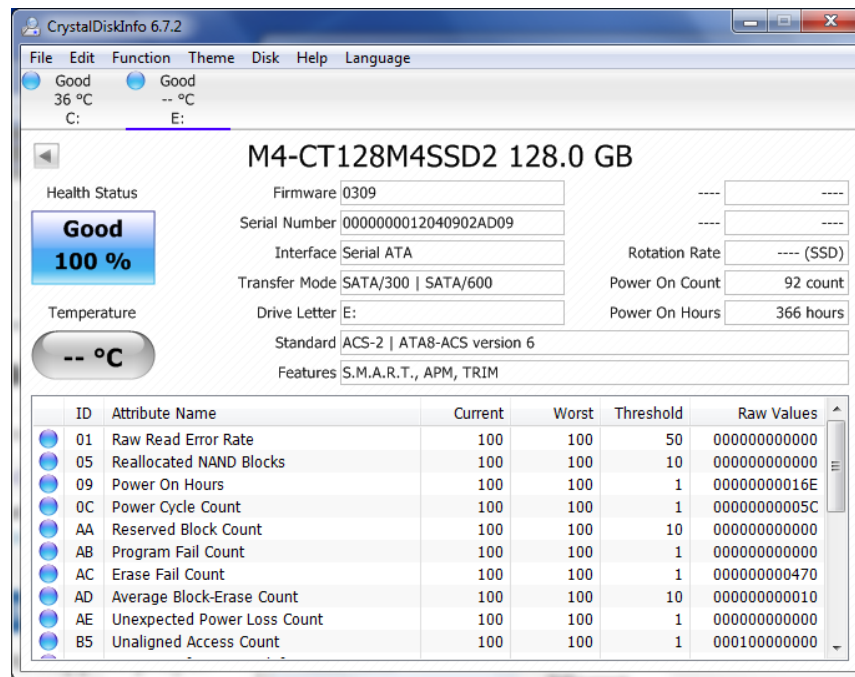 CrystalDiskInfo 6.7.2
File Edit Function Theme Disk Help Language
Good Good
36 °C -- °C
C: E:
M4-CT128M4SSD2 128.0 GB
Health Status
Good
100 %
Temperature
-- °C
Firmware 0309 ---- ----
Serial Number 0000000012040902AD09 ---- ----
Interface Serial ATA Rotation Rate ---- (SSD)
Transfer Mode SATA/300 | SATA/600 Power On Count 92 count
Drive Letter E: Power On Hours 366 hours
Standard ACS-2 | ATA8-ACS version 6
Features S.M.A.R.T., APM, TRIM
ID Attribute Name Current Worst Threshold Raw Values
01 Raw Read Error Rate 100 100 50 000000000000
05 Reallocated NAND Blocks 100 100 10 000000000000
09 Power On Hours 100 100 1 00000000016E
0C Power Cycle Count 100 100 1 00000000005C
AA Reserved Block Count 100 100 10 000000000000
AB Program Fail Count 100 100 1 000000000000
AC Erase Fail Count 100 100 1 000000000470
AD Average Block-Erase Count 100 100 10 000000000010
AE Unexpected Power Loss Count 100 100 1 000000000000
B5 Unaligned Access Count 100 100 1 000100000000